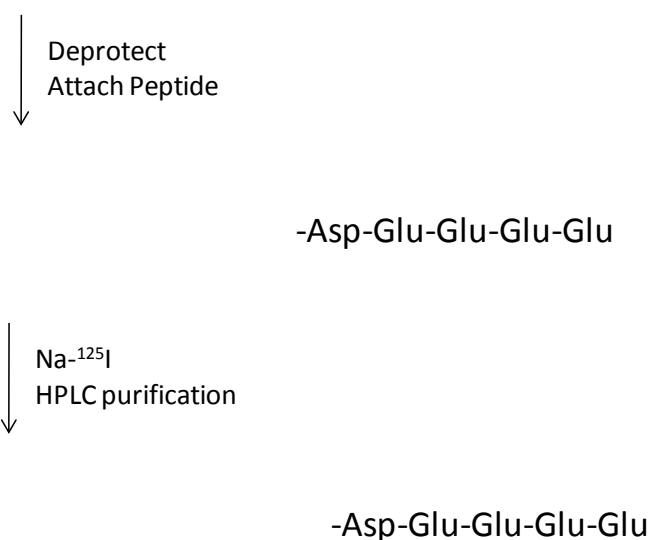 Deprotect
Attach Peptide
-Asp-Glu-Glu-Glu-Glu
Na-¹²⁵I
HPLC purification
-Asp-Glu-Glu-Glu-Glu